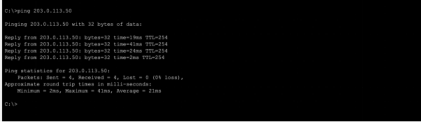 C:\>ping 203.0.113.50
Pinging 203.0.113.50 with 32 bytes of data:
Reply from 203.0.113.50: bytes=32 time=19ms TTL=254
Reply from 203.0.113.50: bytes=32 time=41ms TTL=254
Reply from 203.0.113.50: bytes=32 time=24ms TTL=254
Reply from 203.0.113.50: bytes=32 time=2ms TTL=254
Ping statistics for 203.0.113.50:
Packets: Sent = 4, Received = 4, Lost = 0 (0% loss),
Approximate round trip times in milli-seconds:
Minimum = 2ms, Maximum = 41ms, Average = 21ms
C:\>